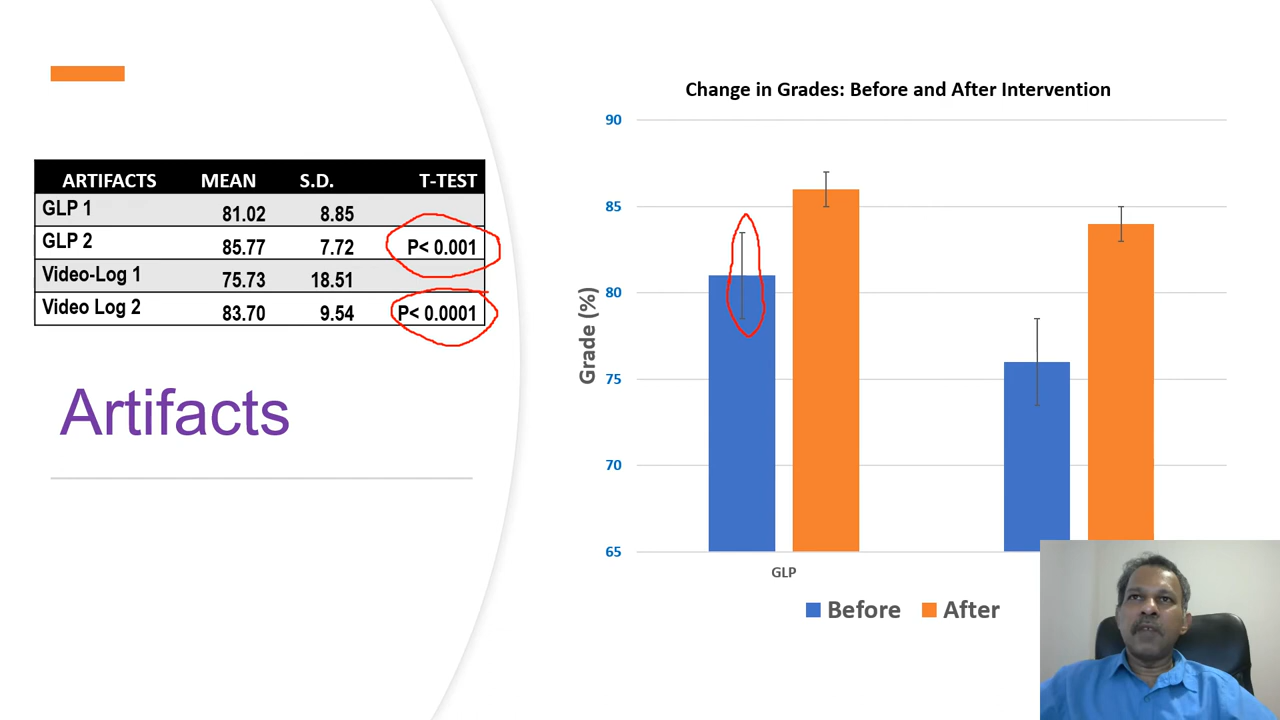 ARTIFACTS MEAN S.D. T-TEST
GLP 1 81.02 8.85
GLP 2 85.77 7.72 P< 0.001
Video-Log 1 75.73 18.51
Video Log 2 83.70 9.54 P< 0.0001
Artifacts
Change in Grades: Before and After Intervention
Grade (%)
90
85
80
75
70
65
GLP
Before After